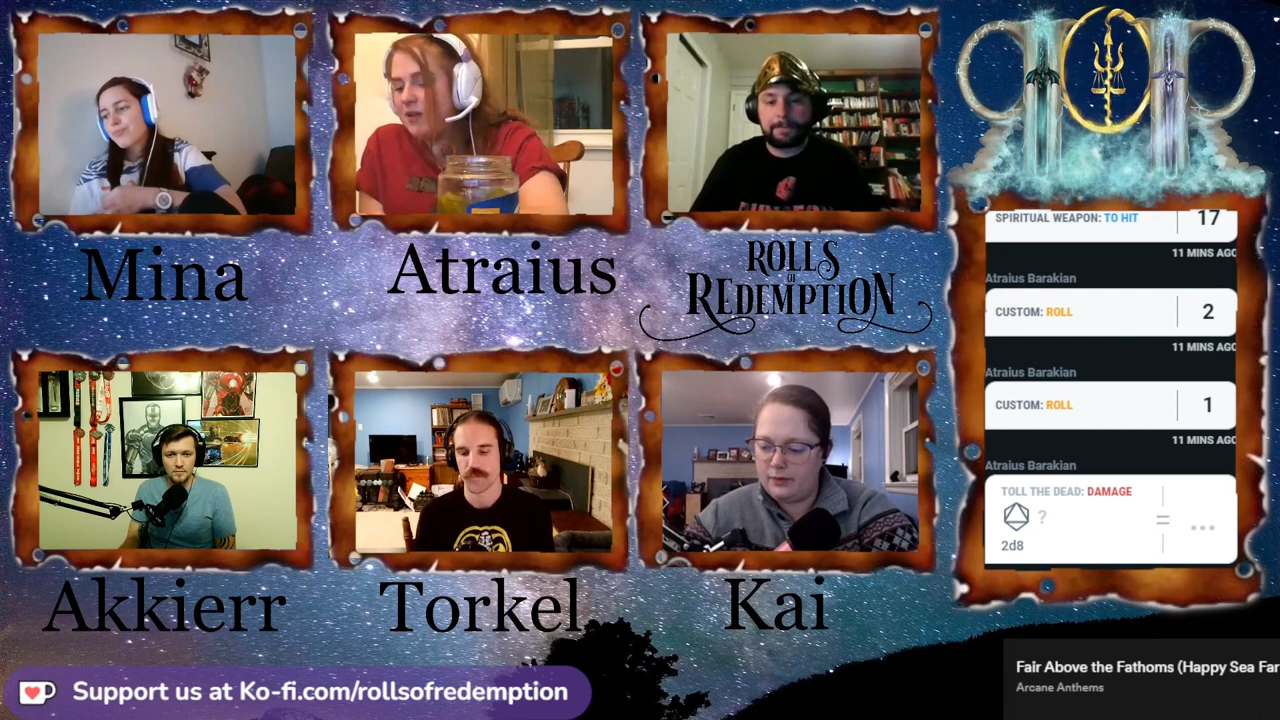 Mina
Atraius
ROLLS
OF
REDEMPTION
Akkierr
Torkel
Kai
SPIRITUAL WEAPON: TO HIT
17
11 MINS AGO
Atraius Barakian
CUSTOM: ROLL
2
11 MINS AGO
Atraius Barakian
CUSTOM: ROLL
1
11 MINS AGO
Atraius Barakian
TOLL THE DEAD: DAMAGE
? = ...
2d8
Support us at Ko-fi.com/rollsofredemption
Fair Above the Fathoms (Happy Sea Far
Arcane Anthems